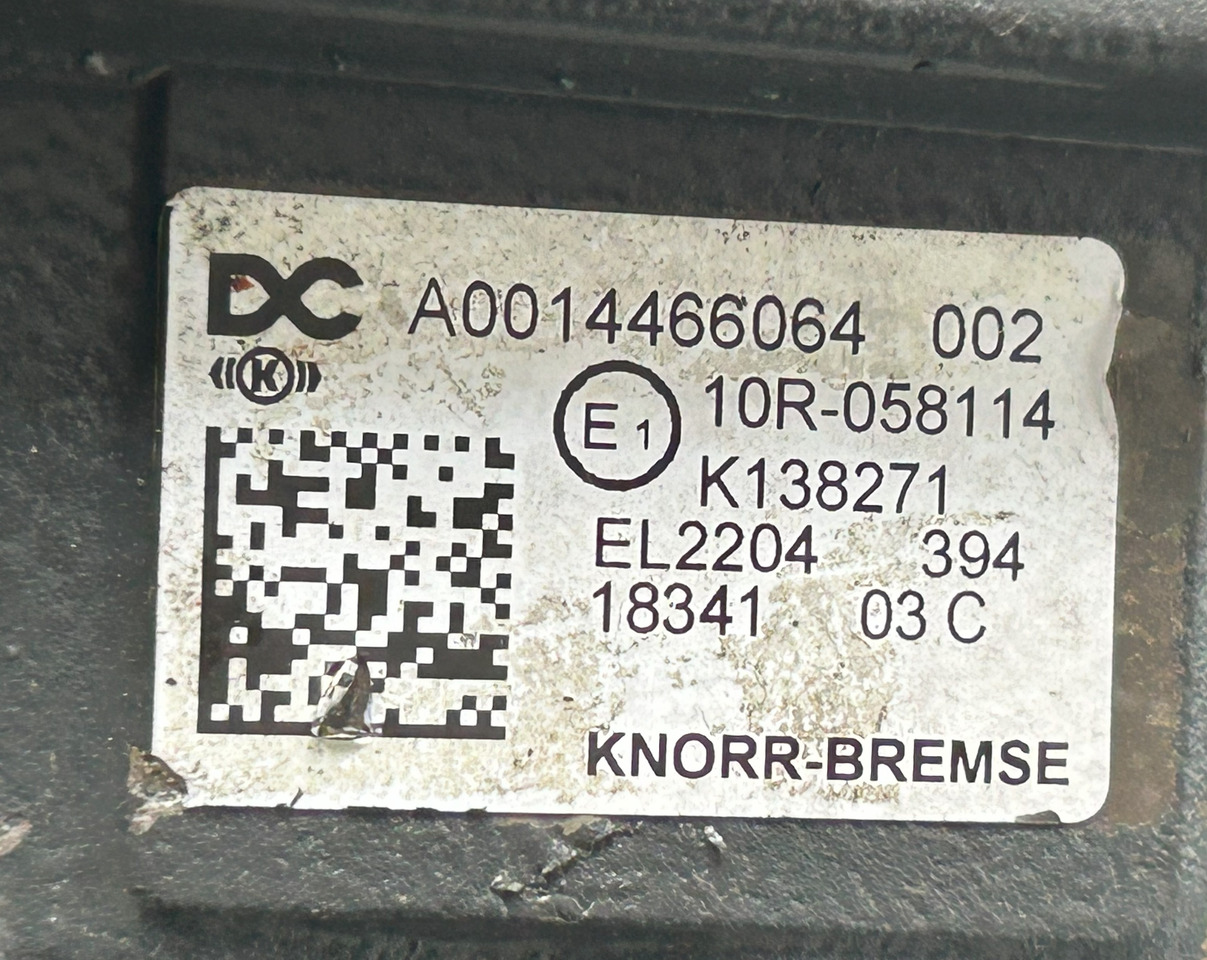 DC A0014466064 002
K
E1 10R-058114
K138271
EL2204 394
18341 03 C
KNORR-BREMSE